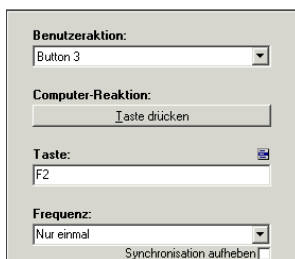 Benutzeraktion:
Button 3
Computer-Reaktion:
Taste drücken
Taste:
F2
Frequenz:
Nur einmal
Synchronisation aufheben